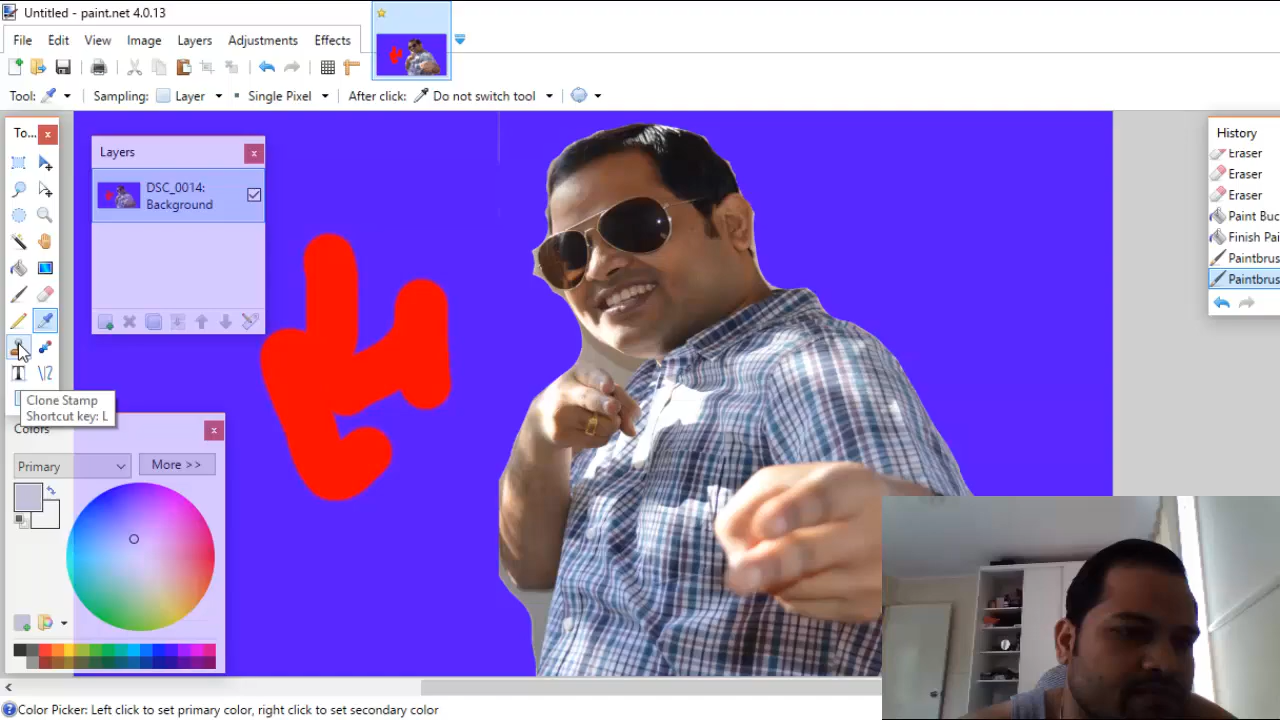 Untitled - paint.net 4.0.13
File Edit View Image Layers Adjustments Effects
Tool: Sampling: Layer Single Pixel After click: Do not switch tool
To...
Layers
DSC_0014:
Background
History
Eraser
Eraser
Eraser
Paint Buc
Finish Pai
Paintbrus
Paintbrus
Clone Stamp
Shortcut key: L
Colors
Primary
More >>
Color Picker: Left click to set primary color, right click to set secondary color